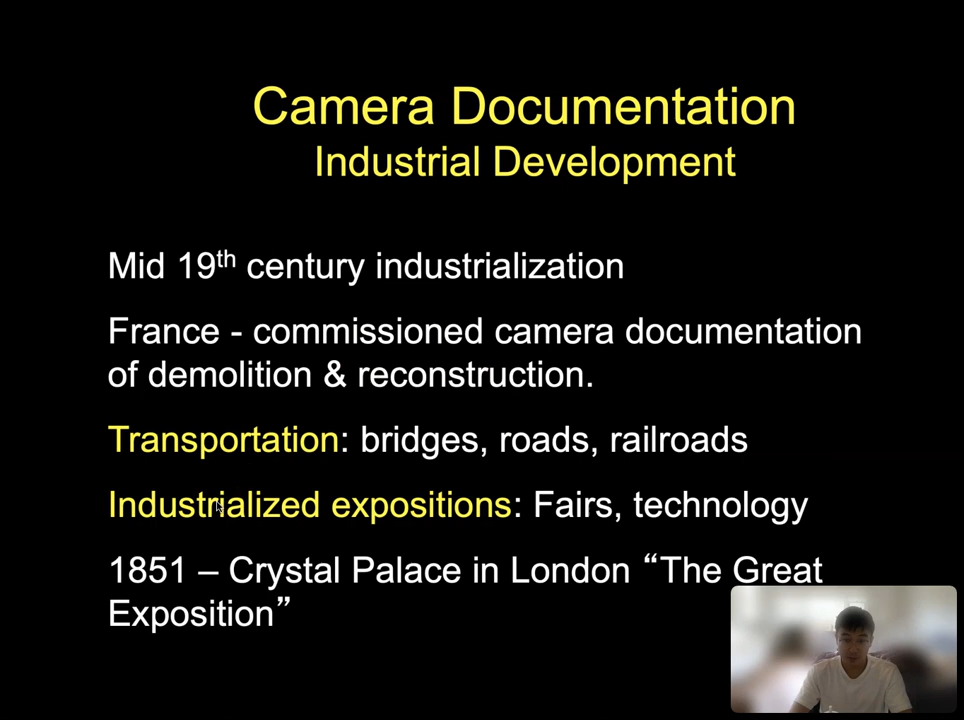 Camera Documentation
Industrial Development
Mid 19th century industrialization
France - commissioned camera documentation
of demolition & reconstruction.
Transportation: bridges, roads, railroads
Industrialized expositions: Fairs, technology
1851 – Crystal Palace in London “The Great
Exposition”